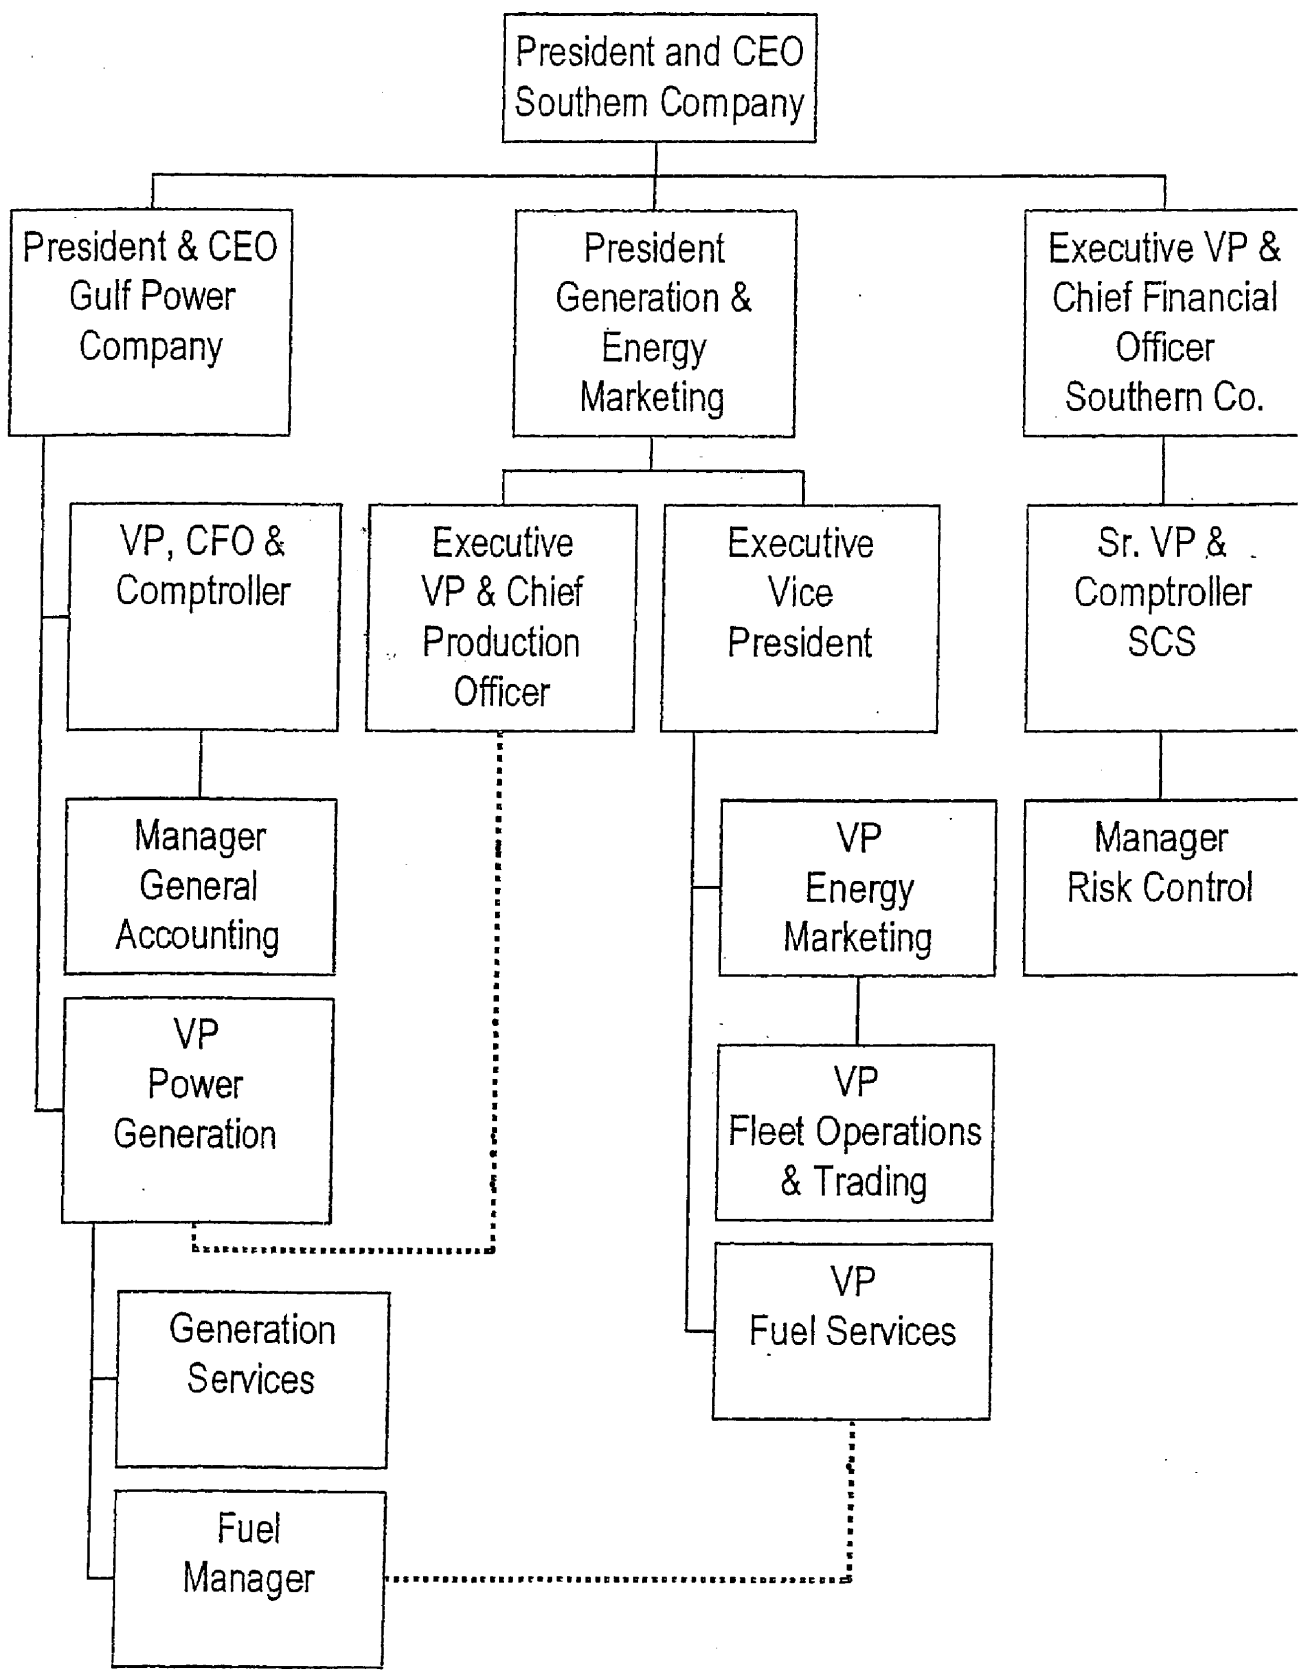 President and CEO
Southern Company
President & CEO
Gulf Power
Company
President
Generation &
Energy
Marketing
Executive VP &
Chief Financial
Officer
Southern Co.
VP, CFO &
Comptroller
Executive
VP & Chief
Production
Officer
Executive
Vice
President
Sr. VP &
Comptroller
SCS
Manager
General
Accounting
VP
Energy
Marketing
Manager
Risk Control
VP
Power
Generation
VP
Fleet Operations
& Trading
VP
Fuel Services
Generation
Services
Fuel
Manager